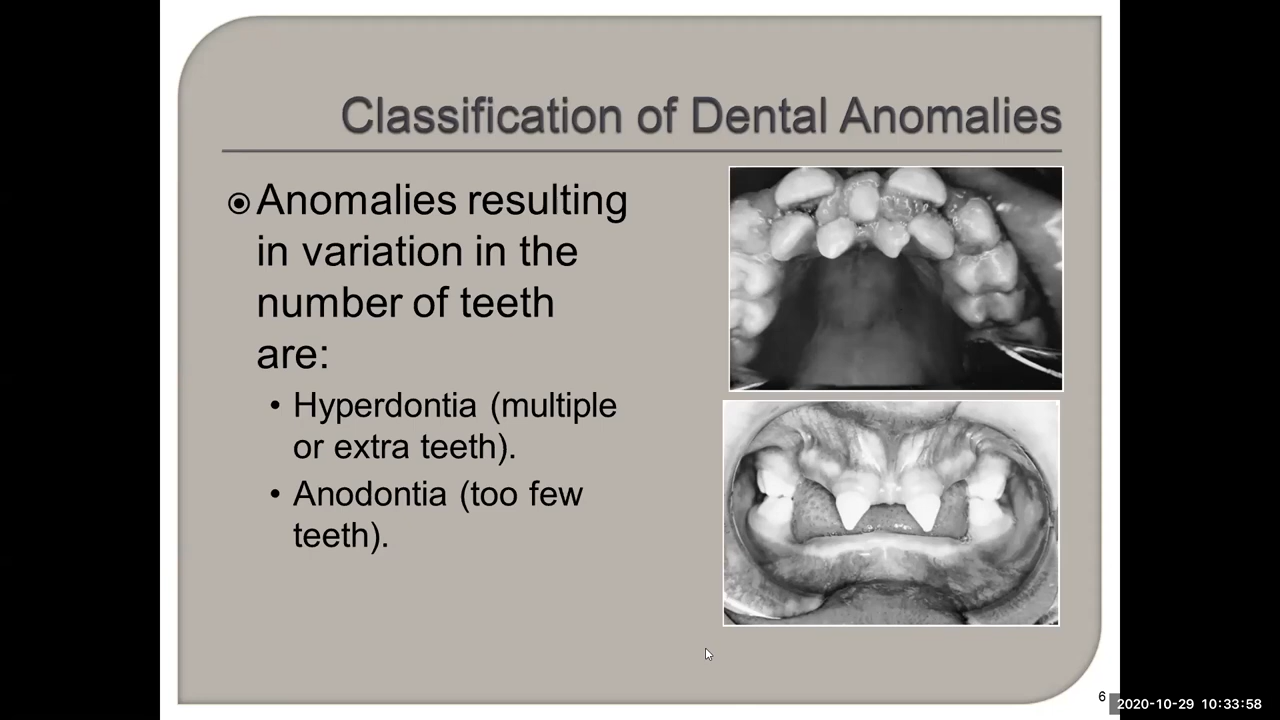 Classification of Dental Anomalies
Anomalies resulting
in variation in the
number of teeth
are:
• Hyperdontia (multiple
or extra teeth).
• Anodontia (too few
teeth).
6
2020-10-29 10:33:58